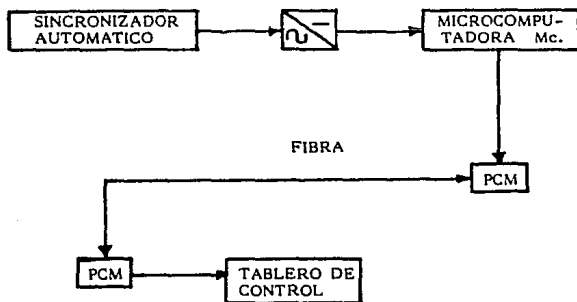 SINCRONIZADOR
AUTOMATICO
MICROCOMPU-
TADORA Mc.
FIBRA
PCM
PCM
TABLERO DE
CONTROL